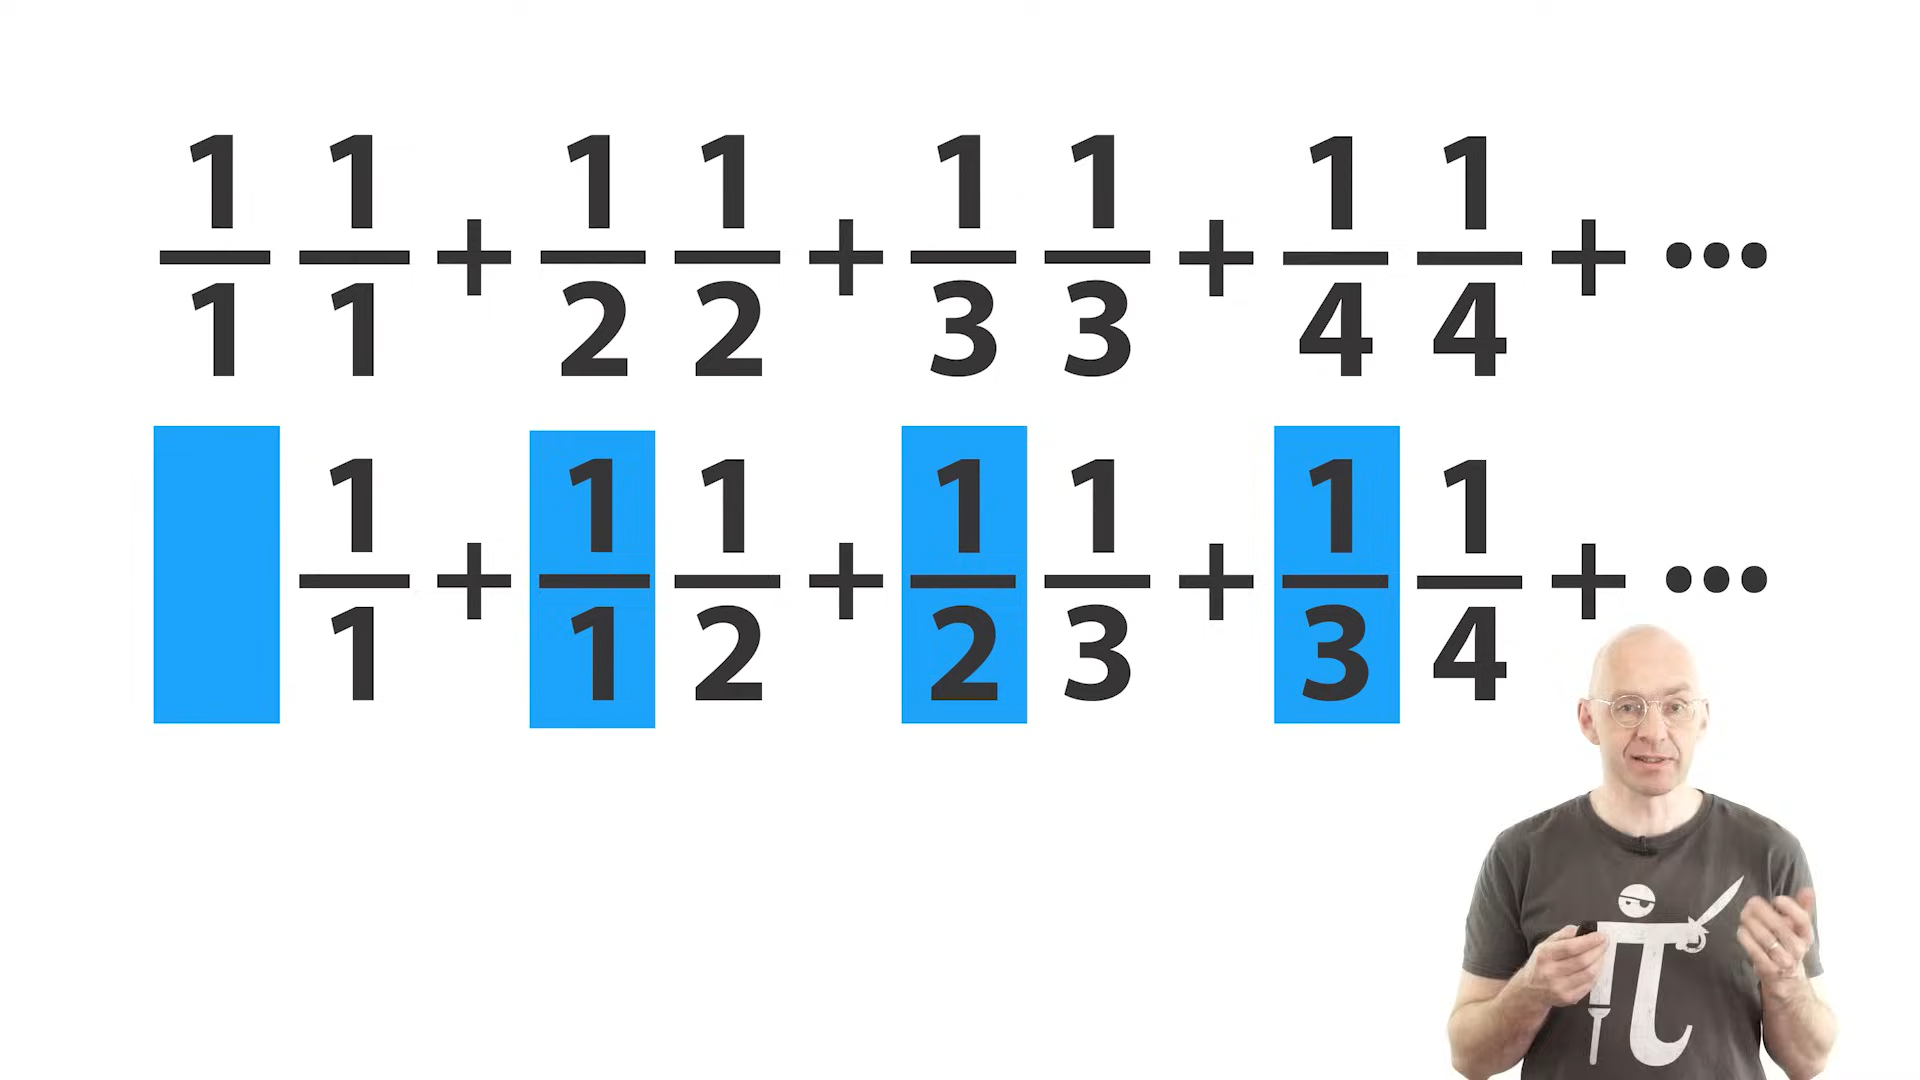 1/1 1/1 + 1/2 1/2 + 1/3 1/3 + 1/4 1/4 + •••
1/1 + 1/1 1/2 + 1/2 1/3 + 1/3 1/4 + •••
π